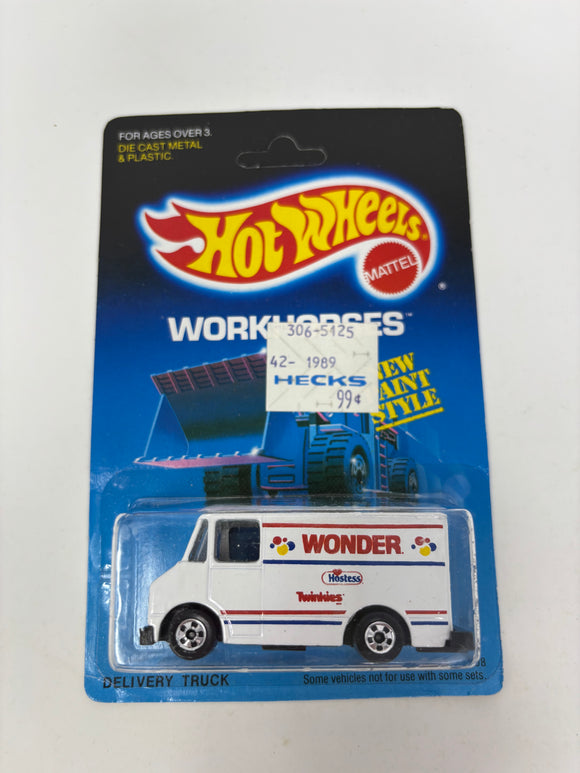 FOR AGES OVER 3.
DIE CAST METAL
& PLASTIC.
HOT WHEELS®
MATTEL
®
WORKHORSES™
306-5125
42- 1989
HECKS
99¢
NEW
PAINT
STYLE
WONDER
Hostess
Twinkies
DELIVERY TRUCK
Some vehicles not for use with some sets.